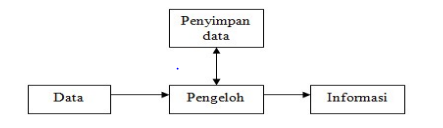 Penyimpan
data
Data
Pengeloh
Informasi